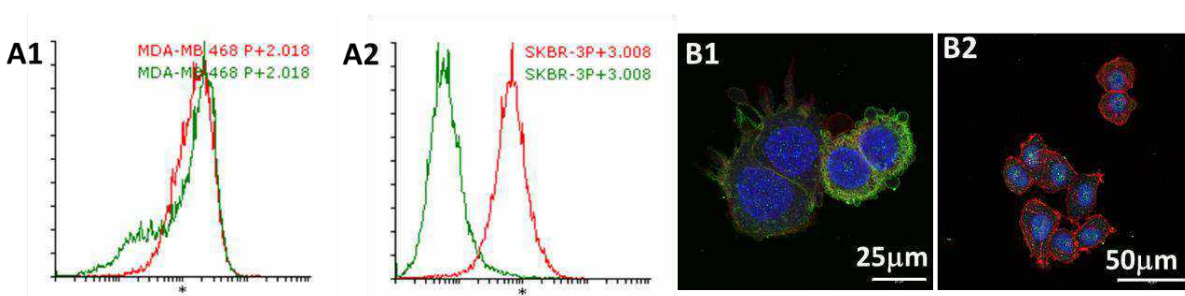 A1
MDA-MB 468 P+2.018
MDA-MB 468 P+2.018
*
A2
SKBR-3P+3.008
SKBR-3P+3.008
*
B1
25μm
B2
50μm